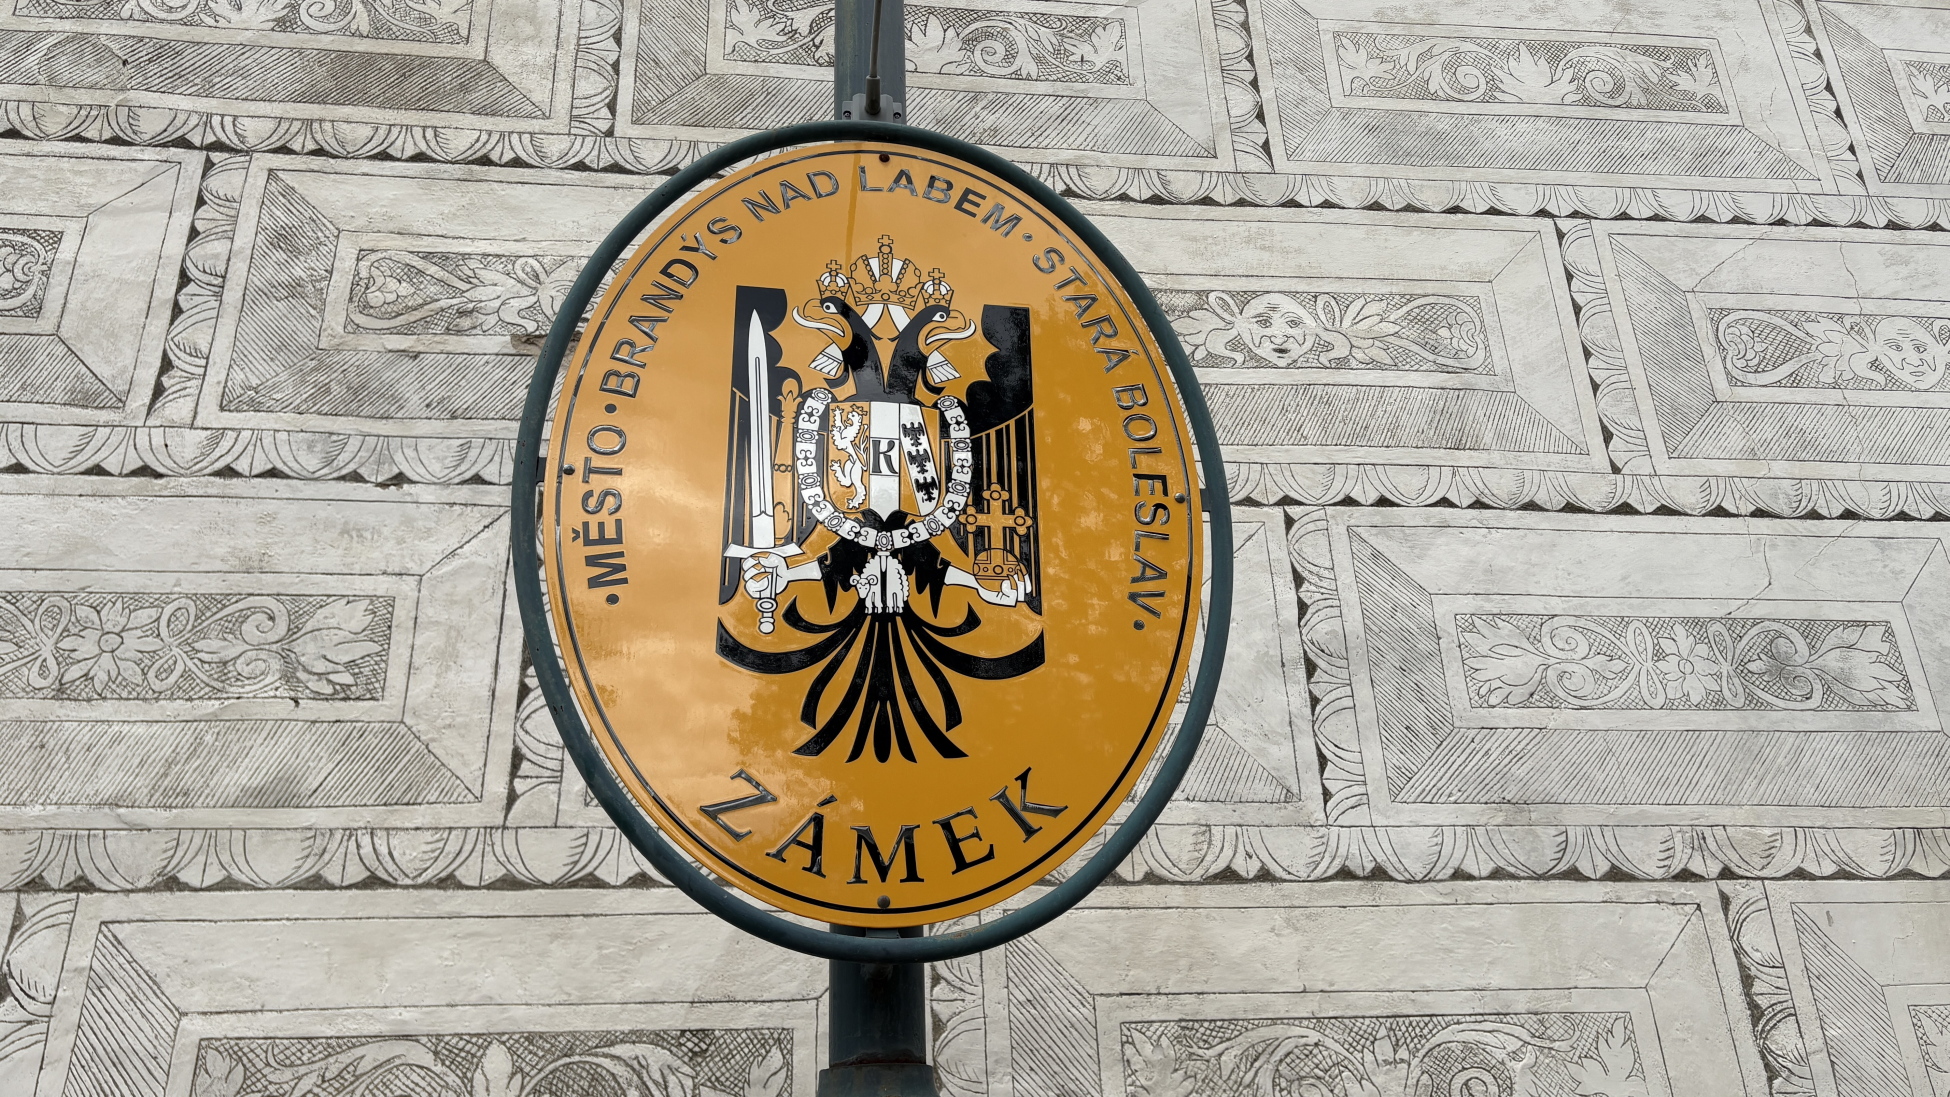 ·MĚSTO·BRANDÝS NAD LABEM·STARÁ BOLESLAV·
K
ZÁMEK